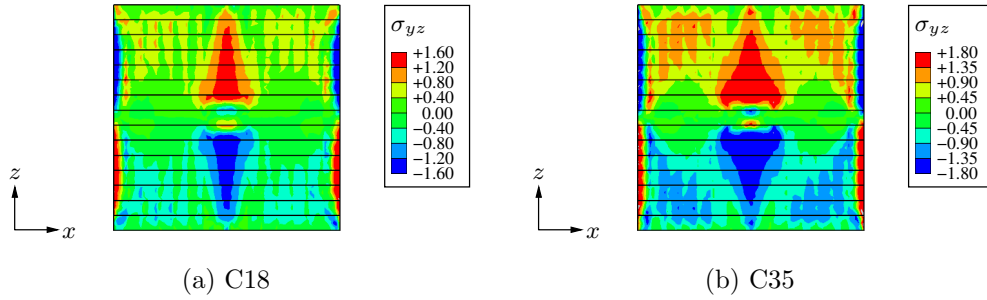 σyz
+1.60
+1.20
+0.80
+0.40
0.00
−0.40
−0.80
−1.20
−1.60
z
x
(a) C18
σyz
+1.80
+1.35
+0.90
+0.45
0.00
−0.45
−0.90
−1.35
−1.80
z
x
(b) C35